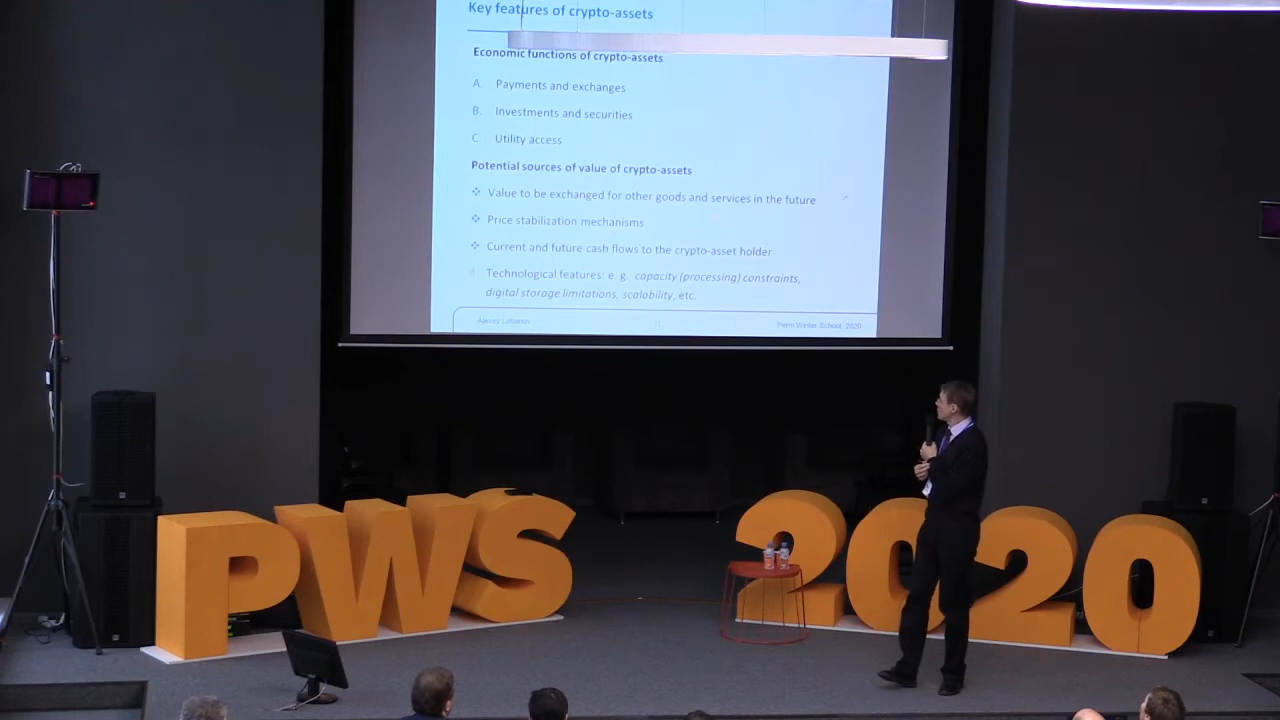 Key features of crypto-assets
Economic functions of crypto-assets
A. Payments and exchanges
B. Investments and securities
C. Utility access
Potential sources of value of crypto-assets
❖ Value to be exchanged for other goods and services in the future
❖ Price stabilization mechanisms
❖ Current and future cash flows to the crypto-asset holder
Technological features: e. g. capacity (processing) constraints,
digital storage limitations, scalability, etc.
Alexey Lobanov
Perm Winter School, 2020
PWS 2020